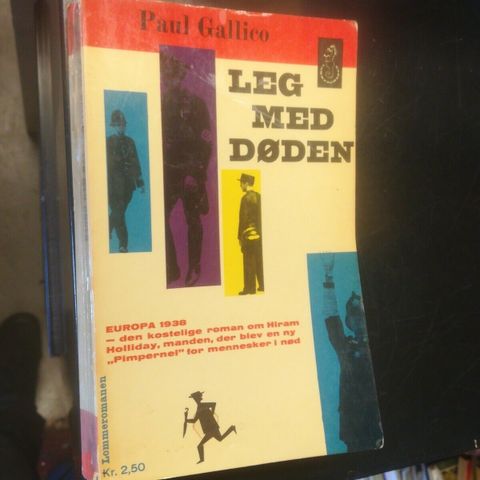 Paul Gallico
LEG
MED
DØDEN
EUROPA 1938
— den kostelige roman om Hiram
Holliday, manden, der blev en ny
„Pimpernel” for mennesker i nød
Lommeromanen
Kr. 2,50